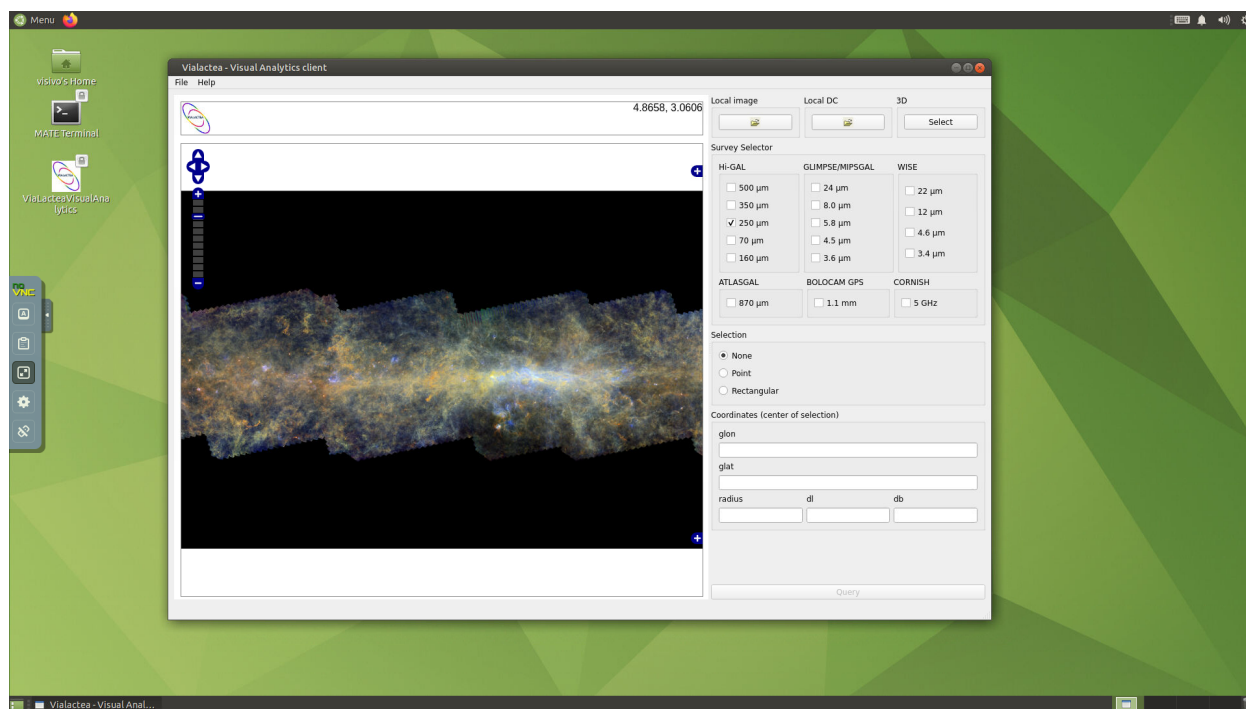 Menu
visivo's Home
MATE Terminal
ViaLacteaVisualAna
lytics
Vialactea - Visual Analytics client
File Help
4.8658, 3.0606
Local image Local DC 3D
Select
Survey Selector
Hi-GAL GLIMPSE/MIPSGAL WISE
500 µm 24 µm 22 µm
350 µm 8.0 µm 12 µm
250 µm 5.8 µm 4.6 µm
70 µm 4.5 µm 3.4 µm
160 µm 3.6 µm
ATLASGAL BOLOCAM GPS CORNISH
870 µm 1.1 mm 5 GHz
Selection
None
Point
Rectangular
Coordinates (center of selection)
glon
glat
radius dl db
Query
no
VNC
A
Vialactea - Visual Anal...